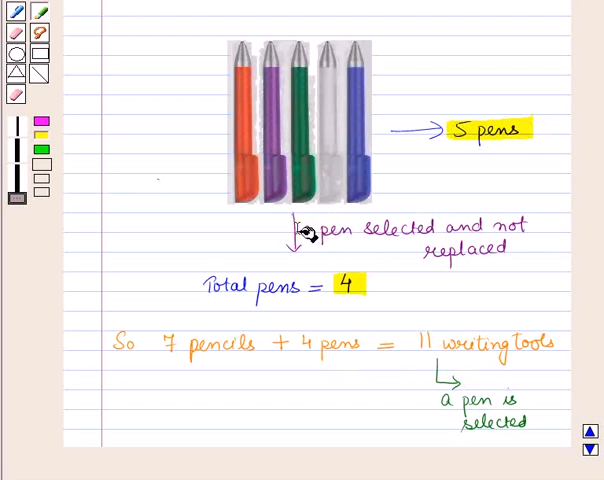 5 pens
pen selected and not
replaced
Total pens = 4
So 7 pencils + 4 pens = 11 writing tools
a pen is
selected